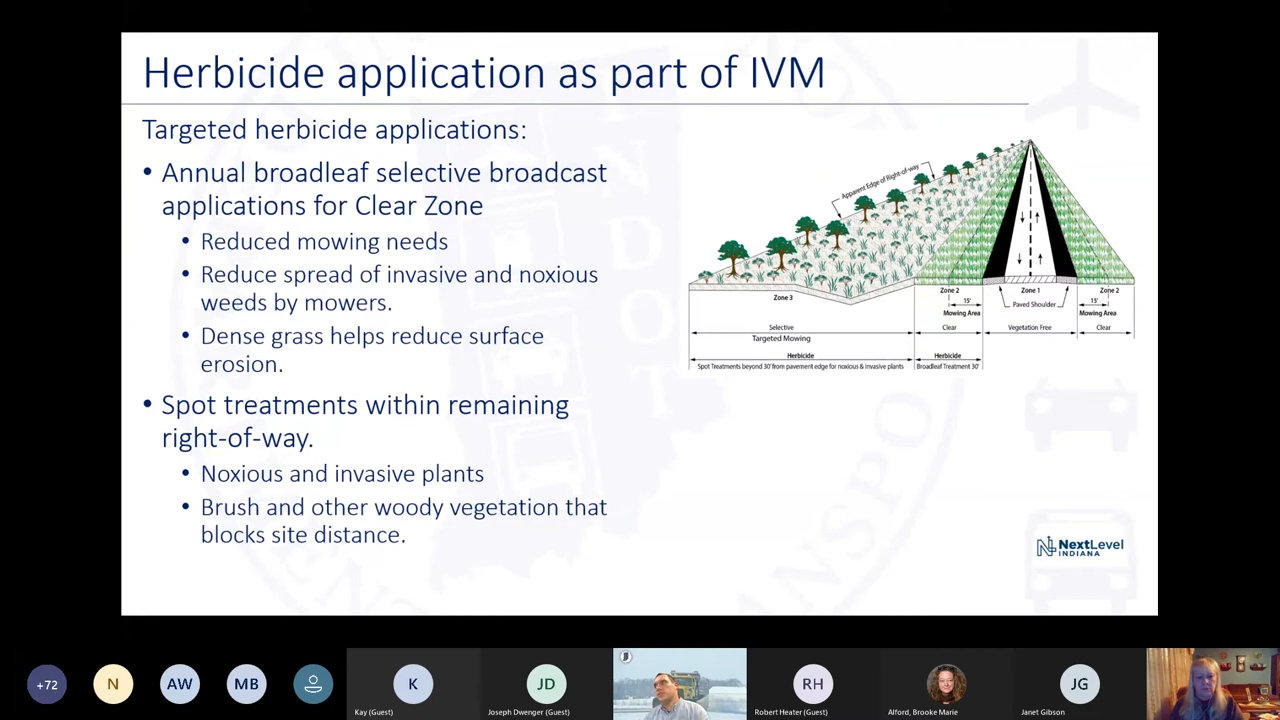 Herbicide application as part of IVM
Targeted herbicide applications:
• Annual broadleaf selective broadcast
applications for Clear Zone
• Reduced mowing needs
• Reduce spread of invasive and noxious
weeds by mowers.
• Dense grass helps reduce surface
erosion.
• Spot treatments within remaining
right-of-way.
• Noxious and invasive plants
• Brush and other woody vegetation that
blocks site distance.
Apparent Edge of Right-of-way
Zone 3
Zone 2
Zone 1
Zone 2
15'
Paved Shoulder
15'
Mowing Area
Mowing Area
Selective
Clear
Vegetation Free
Clear
Targeted Mowing
Herbicide
Herbicide
Spot Treatments beyond 30' from pavement edge for noxious & invasive plants
Broadleaf Treatment 30'
NextLevel
INDIANA
+72
N
AW
MB
K
JD
RH
JG
Kay (Guest)
Joseph Dwenger (Guest)
Robert Heater (Guest)
Alford, Brooke Marie
Janet Gibson
INDOT